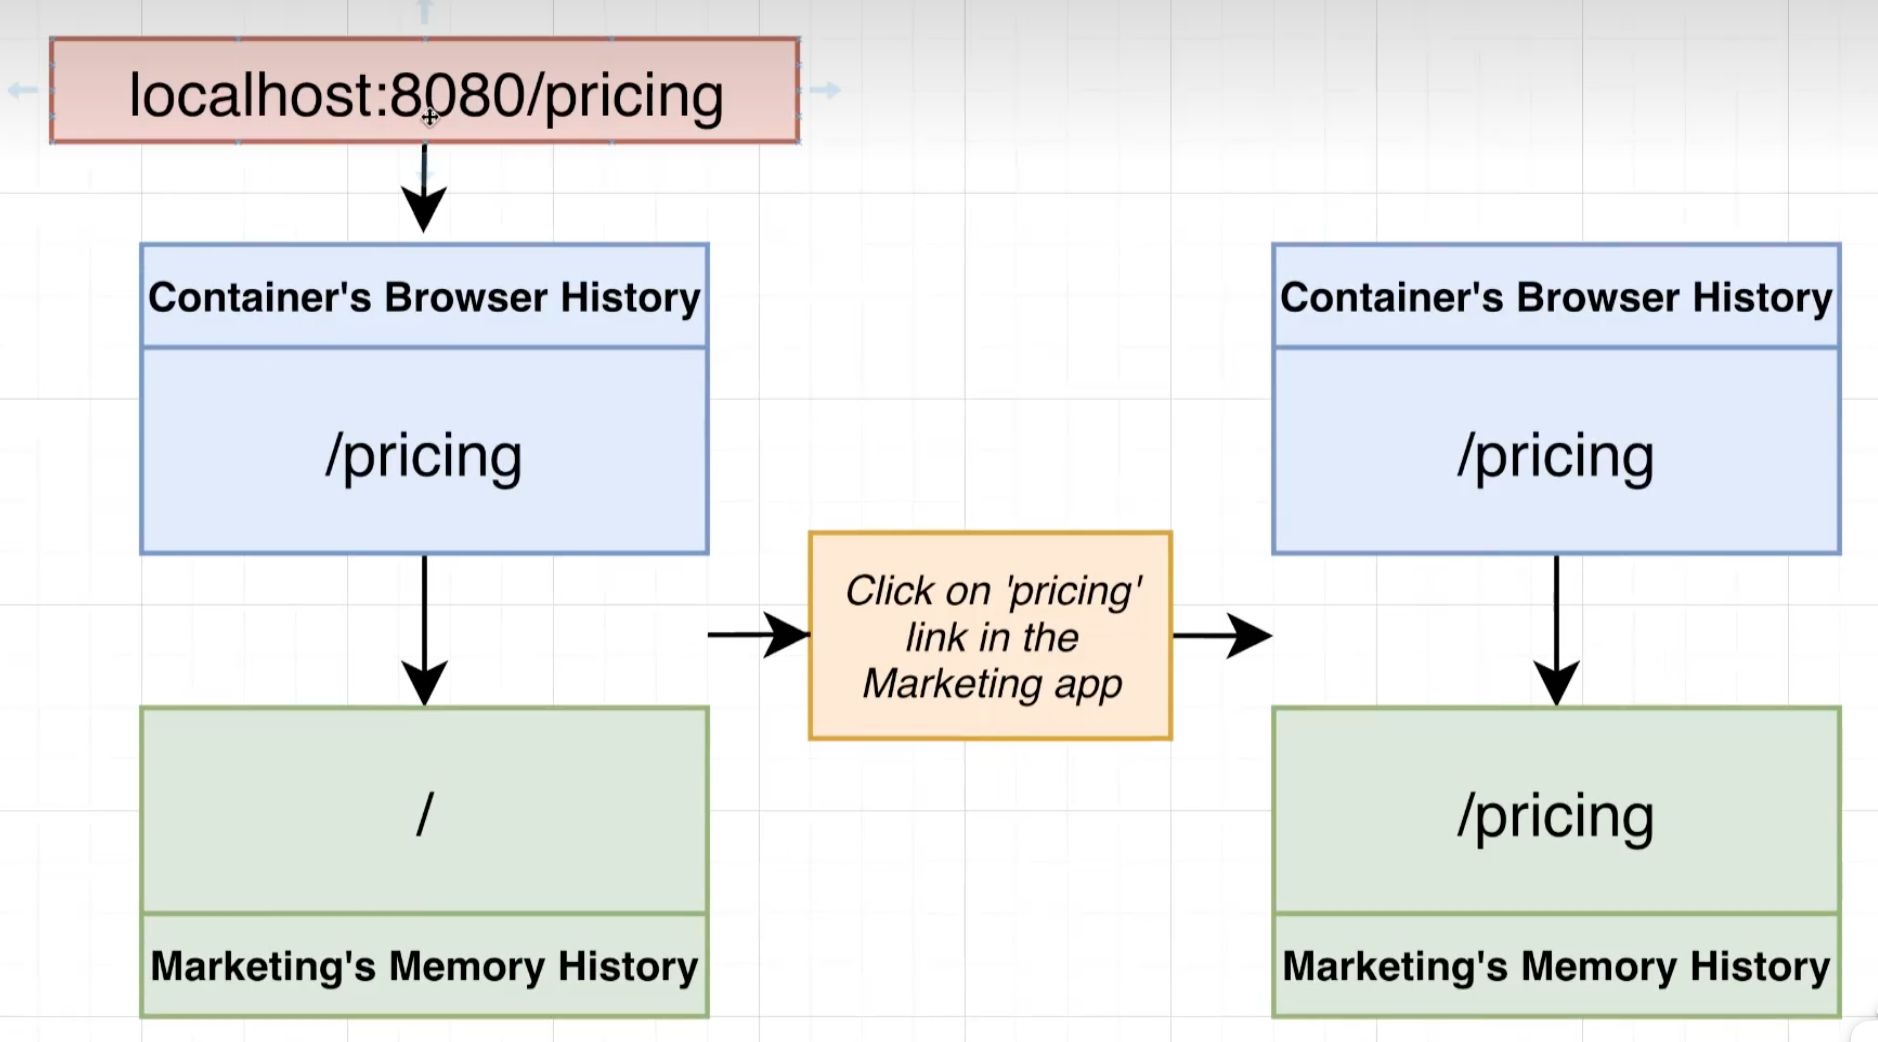 localhost:8080/pricing
Container's Browser History
/pricing
/
Marketing's Memory History
Click on 'pricing'
link in the
Marketing app
Container's Browser History
/pricing
/pricing
Marketing's Memory History